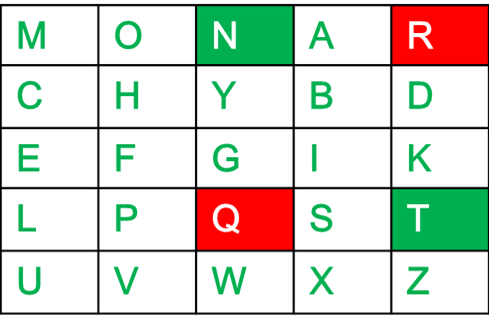 M O N A R
C H Y B D
E F G I K
L P Q S T
U V W X Z